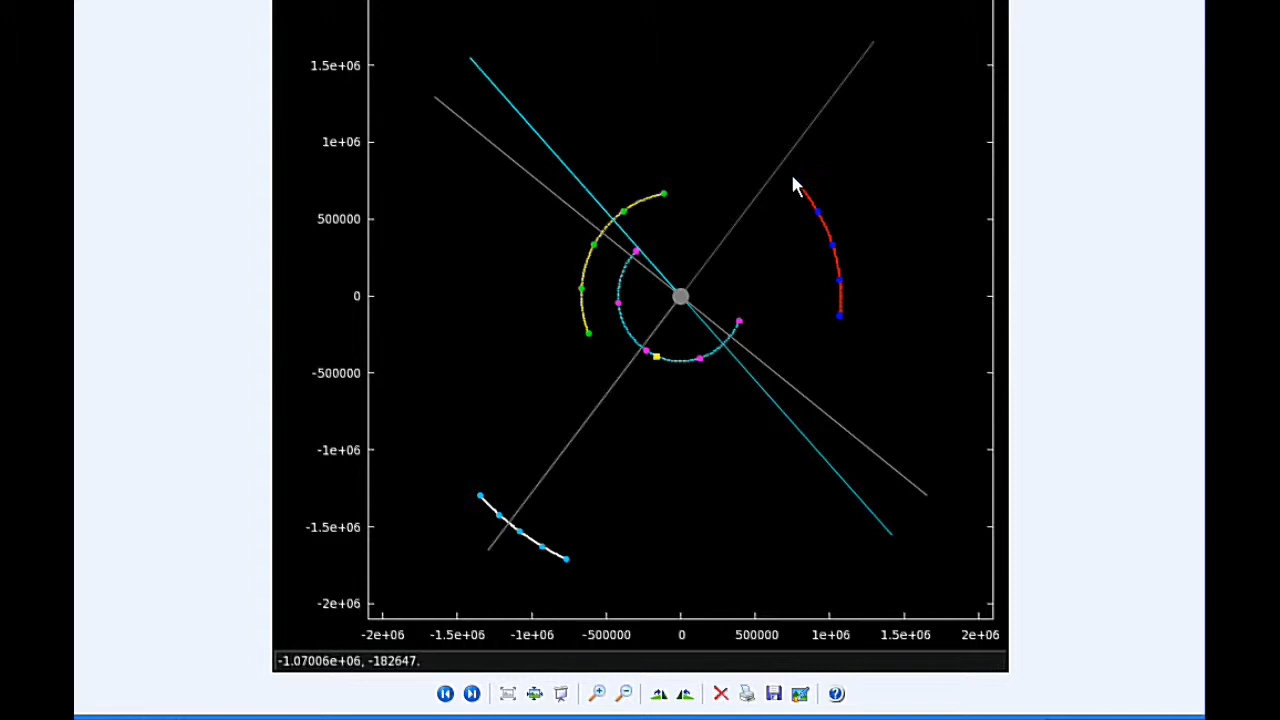 1.5e+06
1e+06
500000
0
-500000
-1e+06
-1.5e+06
-2e+06
-2e+06 -1.5e+06 -1e+06 -500000 0 500000 1e+06 1.5e+06 2e+06
-1.07006e+06, -182647.